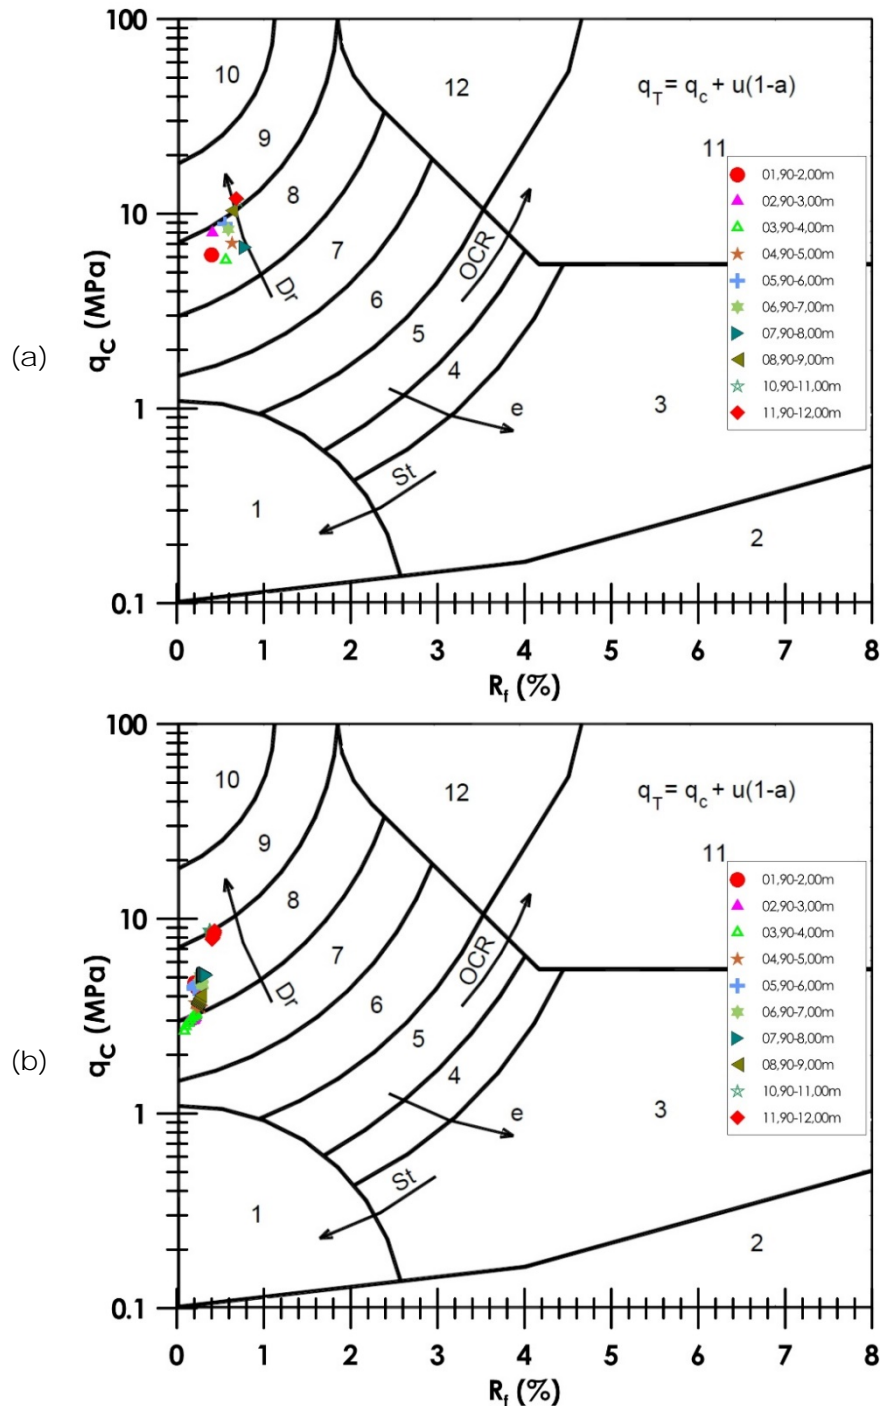 (a)
q_C (MPa)
100
10
1
0.1
10
9
8
7
6
5
4
3
2
1
12
11
q_T = q_c + u(1-a)
Dr
OCR
e
St
01,90-2,00m
02,90-3,00m
03,90-4,00m
04,90-5,00m
05,90-6,00m
06,90-7,00m
07,90-8,00m
08,90-9,00m
10,90-11,00m
11,90-12,00m
0 1 2 3 4 5 6 7 8
R_f (%)
(b)
q_C (MPa)
100
10
1
0.1
10
9
8
7
6
5
4
3
2
1
12
11
q_T = q_c + u(1-a)
Dr
OCR
e
St
01,90-2,00m
02,90-3,00m
03,90-4,00m
04,90-5,00m
05,90-6,00m
06,90-7,00m
07,90-8,00m
08,90-9,00m
10,90-11,00m
11,90-12,00m
0 1 2 3 4 5 6 7 8
R_f (%)